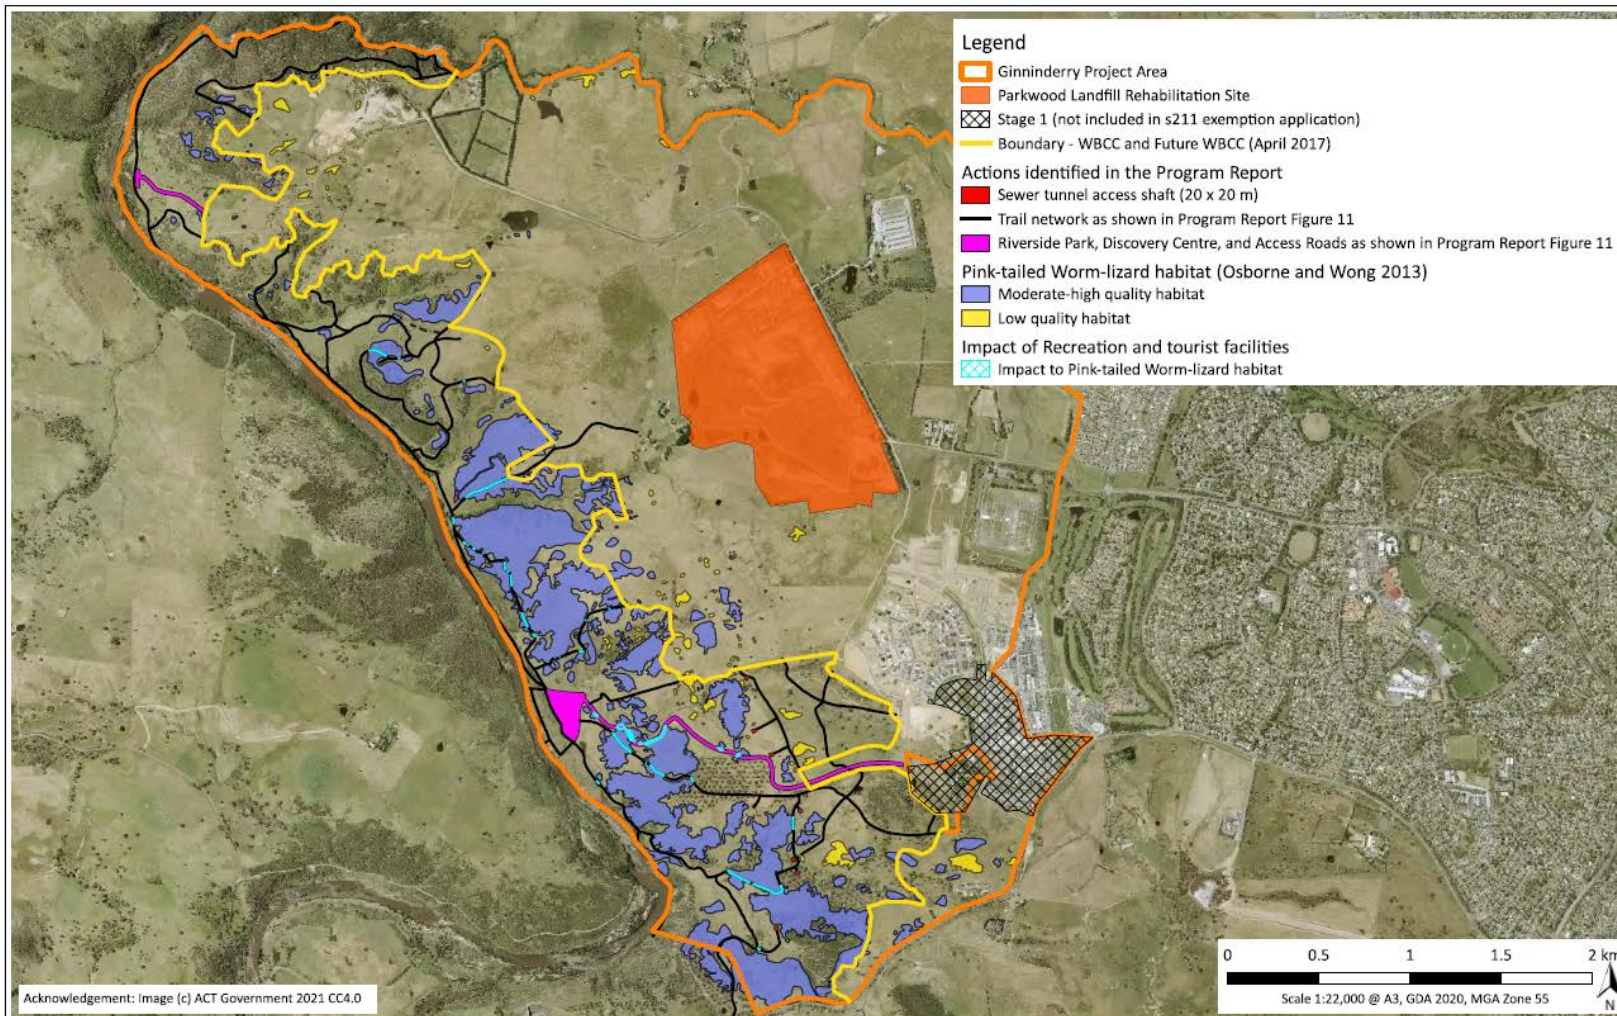 Legend
Ginninderry Project Area
Parkwood Landfill Rehabilitation Site
Stage 1 (not included in s211 exemption application)
Boundary - WBCC and Future WBCC (April 2017)
Actions identified in the Program Report
Sewer tunnel access shaft (20 x 20 m)
Trail network as shown in Program Report Figure 11
Riverside Park, Discovery Centre, and Access Roads as shown in Program Report Figure 11
Pink-tailed Worm-lizard habitat (Osborne and Wong 2013)
Moderate-high quality habitat
Low quality habitat
Impact of Recreation and tourist facilities
Impact to Pink-tailed Worm-lizard habitat
0 0.5 1 1.5 2 km
Scale 1:22,000 @ A3, GDA 2020, MGA Zone 55
N
Acknowledgement: Image (c) ACT Government 2021 CC4.0